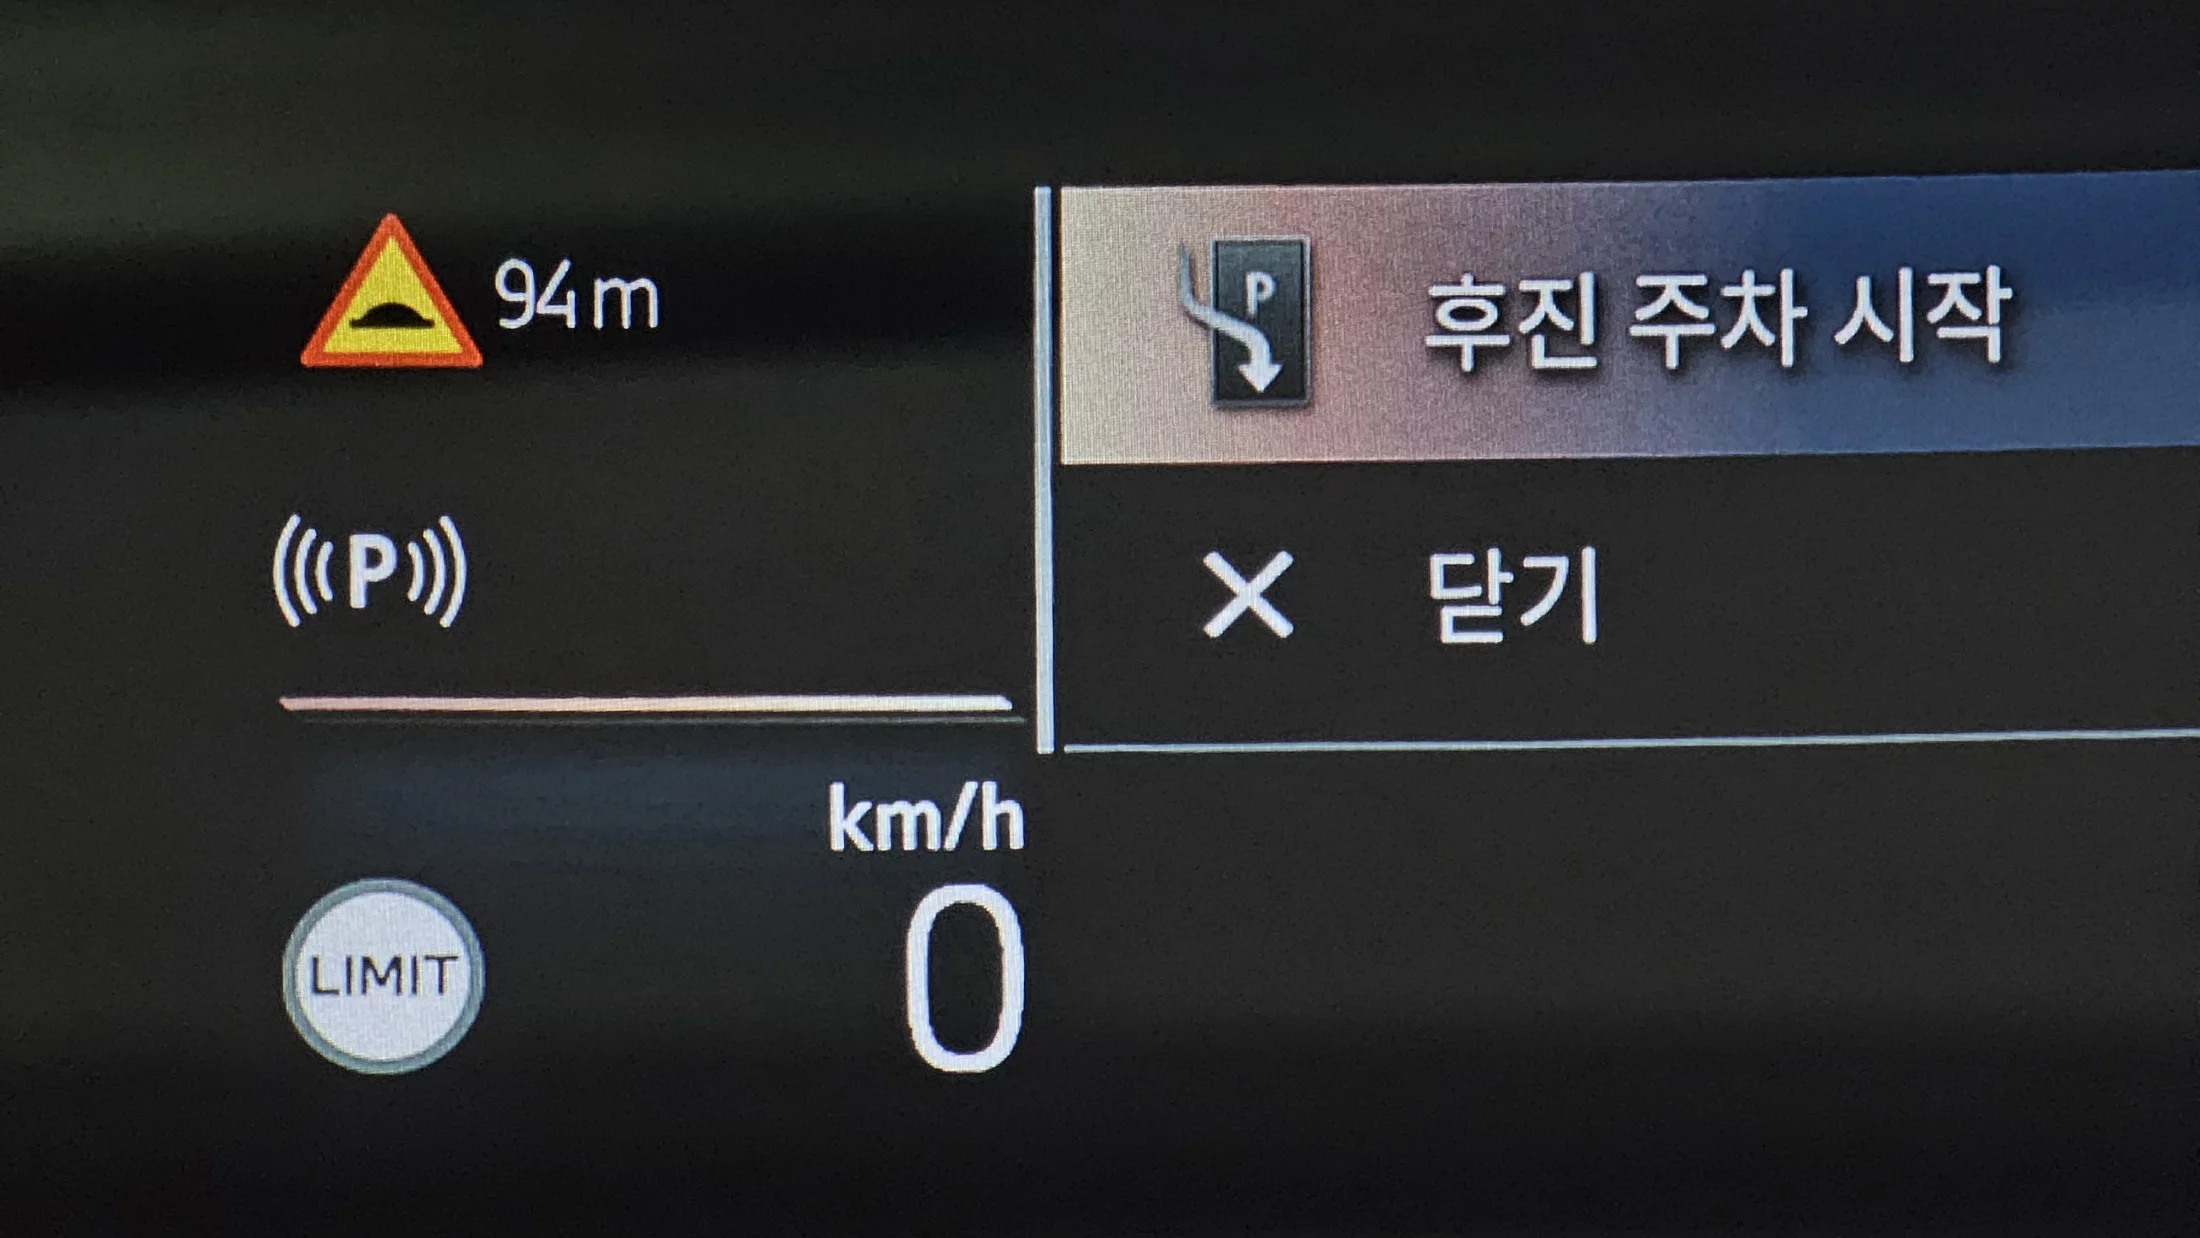 94m
(((P)))
km/h
LIMIT
0
P
후진 주차 시작
✕ 닫기